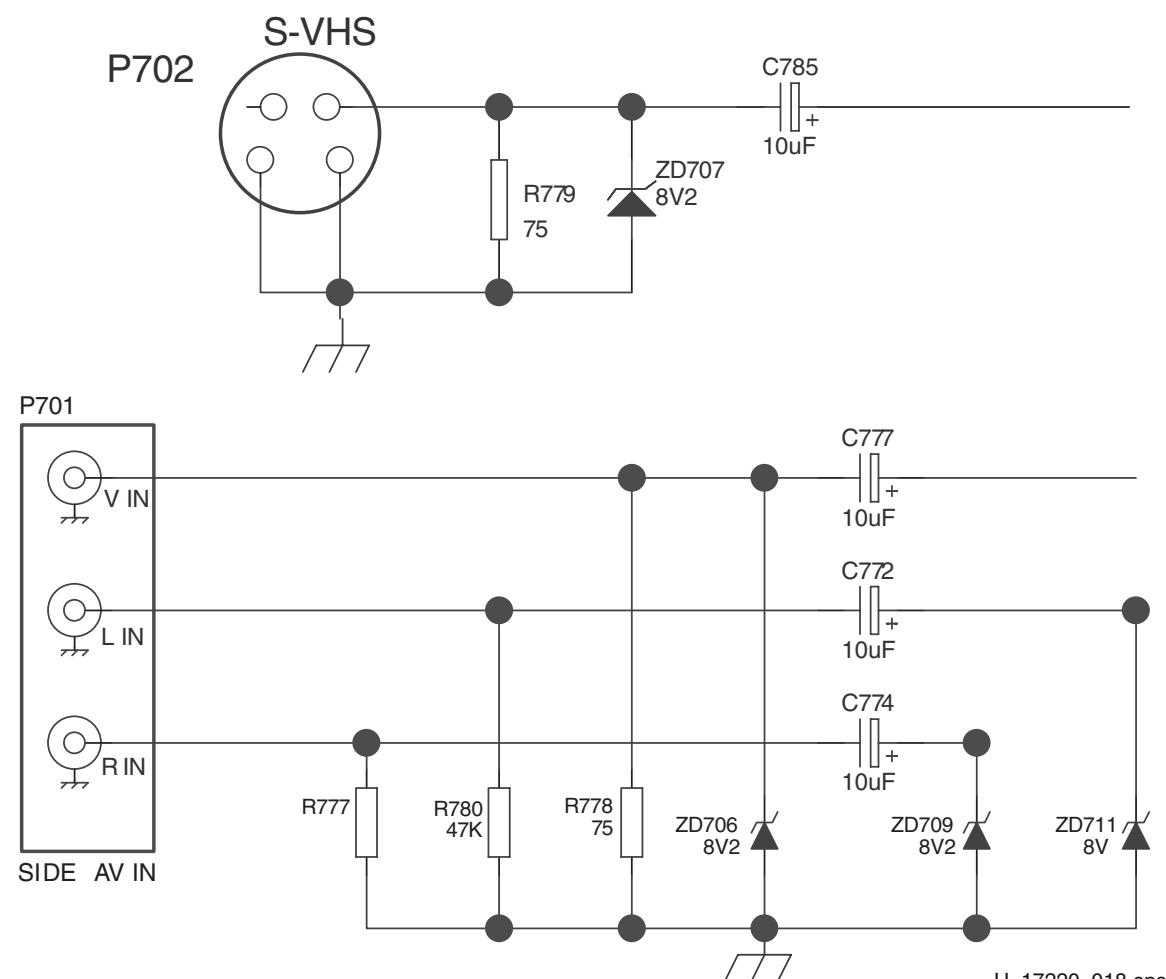 S-VHS
P702
C785
+
10uF
ZD707
8V2
R779
75
P701
C777
+
10uF
V IN
C772
+
10uF
L IN
C774
+
10uF
R IN
R777
R780
47K
R778
75
ZD706
8V2
ZD709
8V2
ZD711
8V
SIDE AV IN